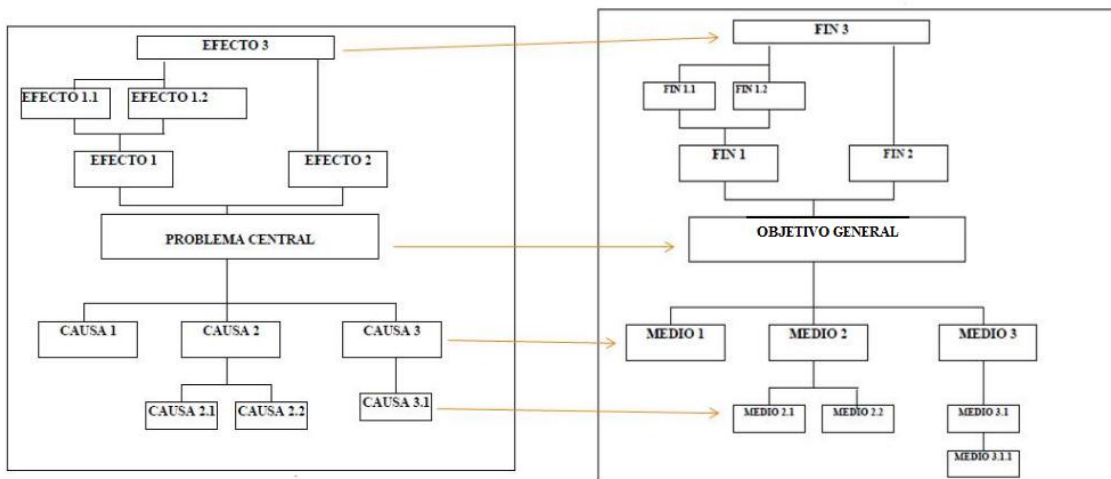 EFECTO 3
EFECTO 1.1
EFECTO 1.2
EFECTO 1
EFECTO 2
PROBLEMA CENTRAL
CAUSA 1
CAUSA 2
CAUSA 3
CAUSA 2.1
CAUSA 2.2
CAUSA 3.1
FIN 3
FIN 1.1
FIN 1.2
FIN 1
FIN 2
OBJETIVO GENERAL
MEDIO 1
MEDIO 2
MEDIO 3
MEDIO 2.1
MEDIO 2.2
MEDIO 3.1
MEDIO 3.1.1